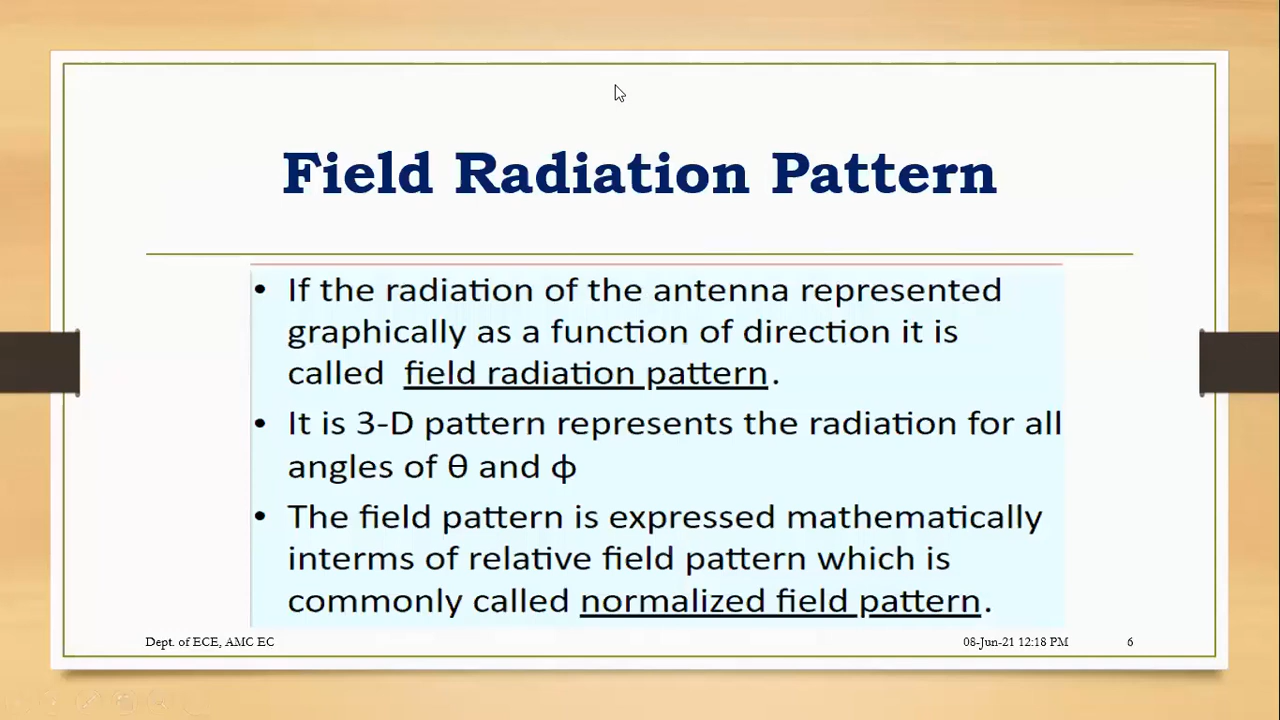 Field Radiation Pattern
• If the radiation of the antenna represented
graphically as a function of direction it is
called field radiation pattern.
• It is 3-D pattern represents the radiation for all
angles of θ and ϕ
• The field pattern is expressed mathematically
interms of relative field pattern which is
commonly called normalized field pattern.
Dept. of ECE, AMC EC
08-Jun-21 12:18 PM
6